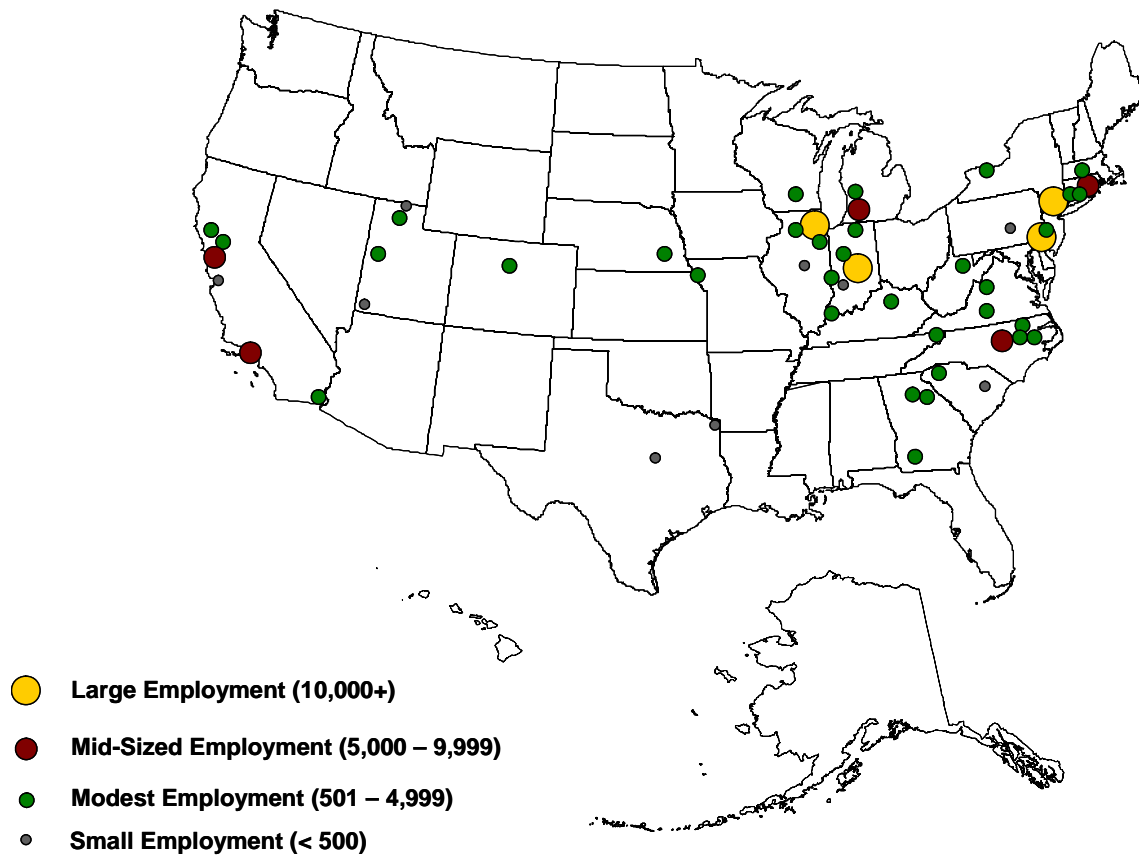 Large Employment (10,000+)
Mid-Sized Employment (5,000 – 9,999)
Modest Employment (501 – 4,999)
Small Employment (< 500)